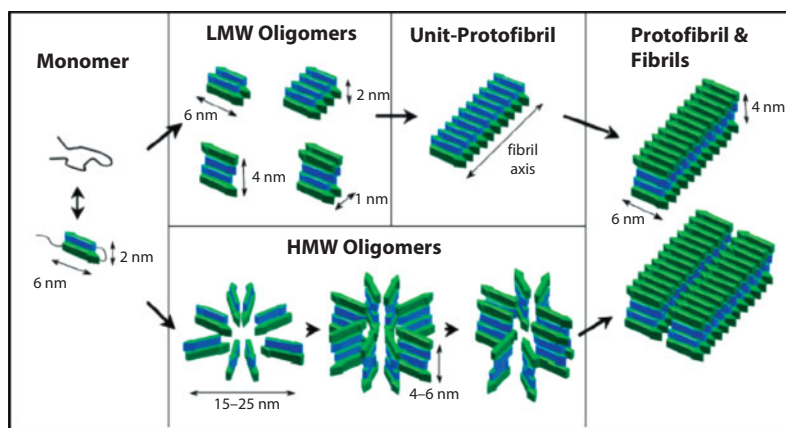 Monomer
6 nm
2 nm
LMW Oligomers
6 nm
2 nm
4 nm
1 nm
Unit-Protofibril
fibril
axis
Protofibril &
Fibrils
4 nm
6 nm
HMW Oligomers
15–25 nm
4–6 nm